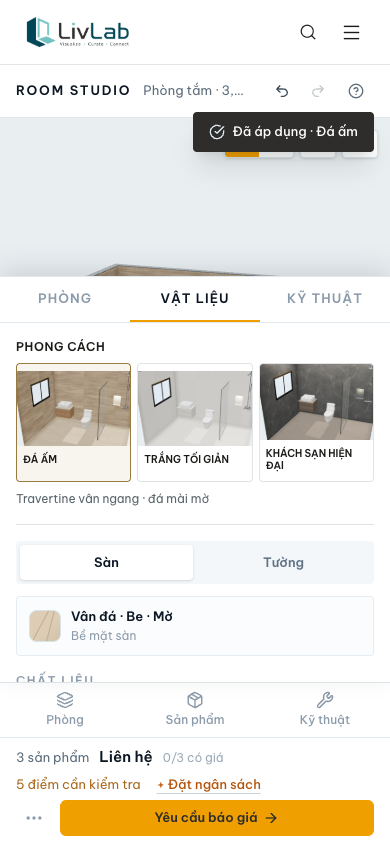 LivLab
Visualize · Curate · Connect
ROOM STUDIO Phòng tắm · 3,...
Đã áp dụng · Đá ấm
PHÒNG VẬT LIỆU KỸ THUẬT
PHONG CÁCH
ĐÁ ẤM TRẮNG TỐI GIẢN KHÁCH SẠN HIỆN
ĐẠI
Travertine vân ngang · đá mài mờ
Sàn Tường
Vân đá · Be · Mờ
Bề mặt sàn
CHẤT LIỆU
Phòng Sản phẩm Kỹ thuật
3 sản phẩm Liên hệ 0/3 có giá
5 điểm cần kiểm tra + Đặt ngân sách
Yêu cầu báo giá →